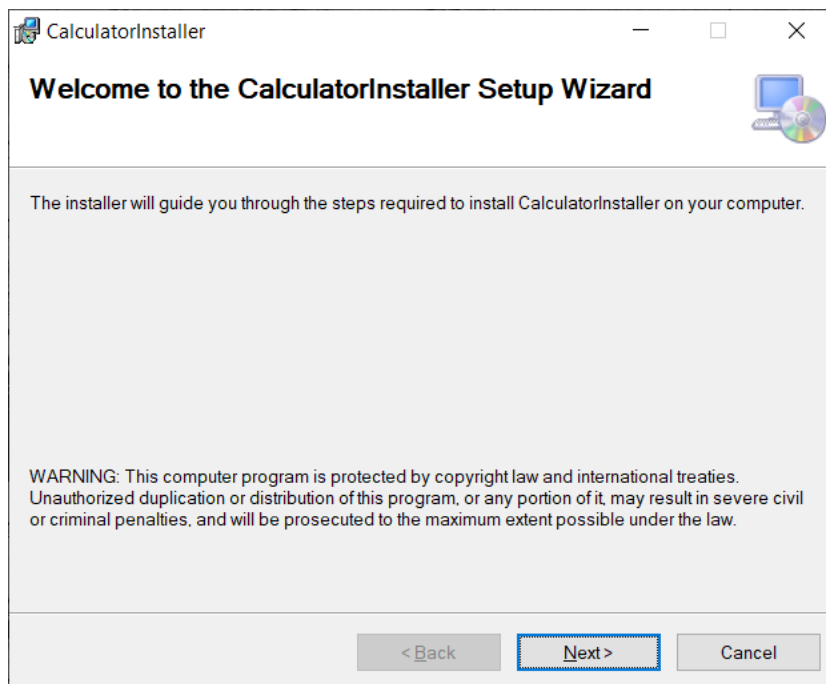 CalculatorInstaller
Welcome to the CalculatorInstaller Setup Wizard
The installer will guide you through the steps required to install CalculatorInstaller on your computer.
WARNING: This computer program is protected by copyright law and international treaties.
Unauthorized duplication or distribution of this program, or any portion of it, may result in severe civil
or criminal penalties, and will be prosecuted to the maximum extent possible under the law.
< Back Next > Cancel